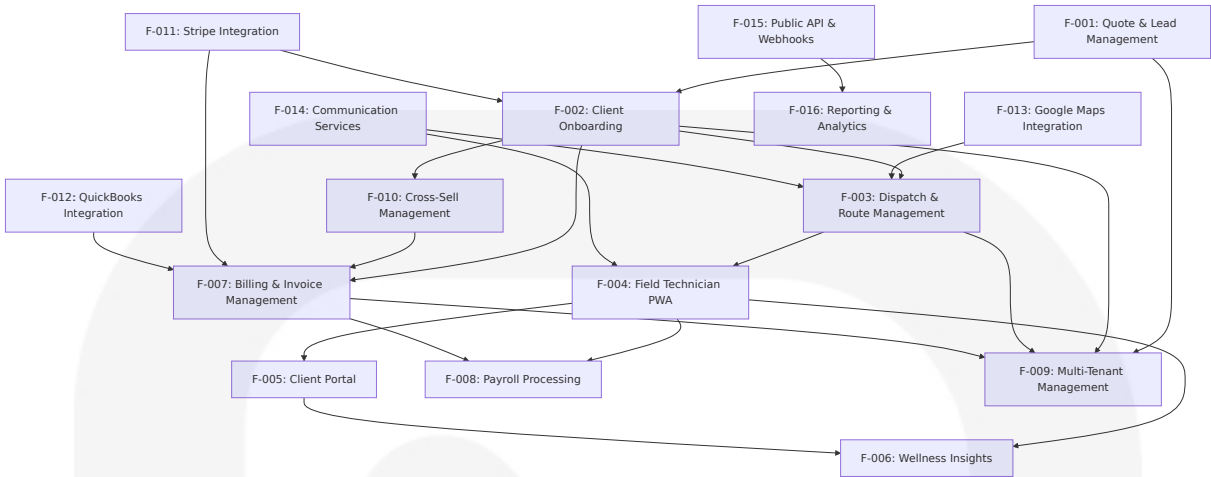 F-011: Stripe Integration
F-015: Public API &
Webhooks
F-001: Quote & Lead
Management
F-014: Communication
Services
F-002: Client
Onboarding
F-016: Reporting &
Analytics
F-013: Google Maps
Integration
F-012: QuickBooks
Integration
F-010: Cross-Sell
Management
F-003: Dispatch &
Route Management
F-007: Billing & Invoice
Management
F-004: Field Technician
PWA
F-005: Client Portal
F-008: Payroll Processing
F-009: Multi-Tenant
Management
F-006: Wellness Insights